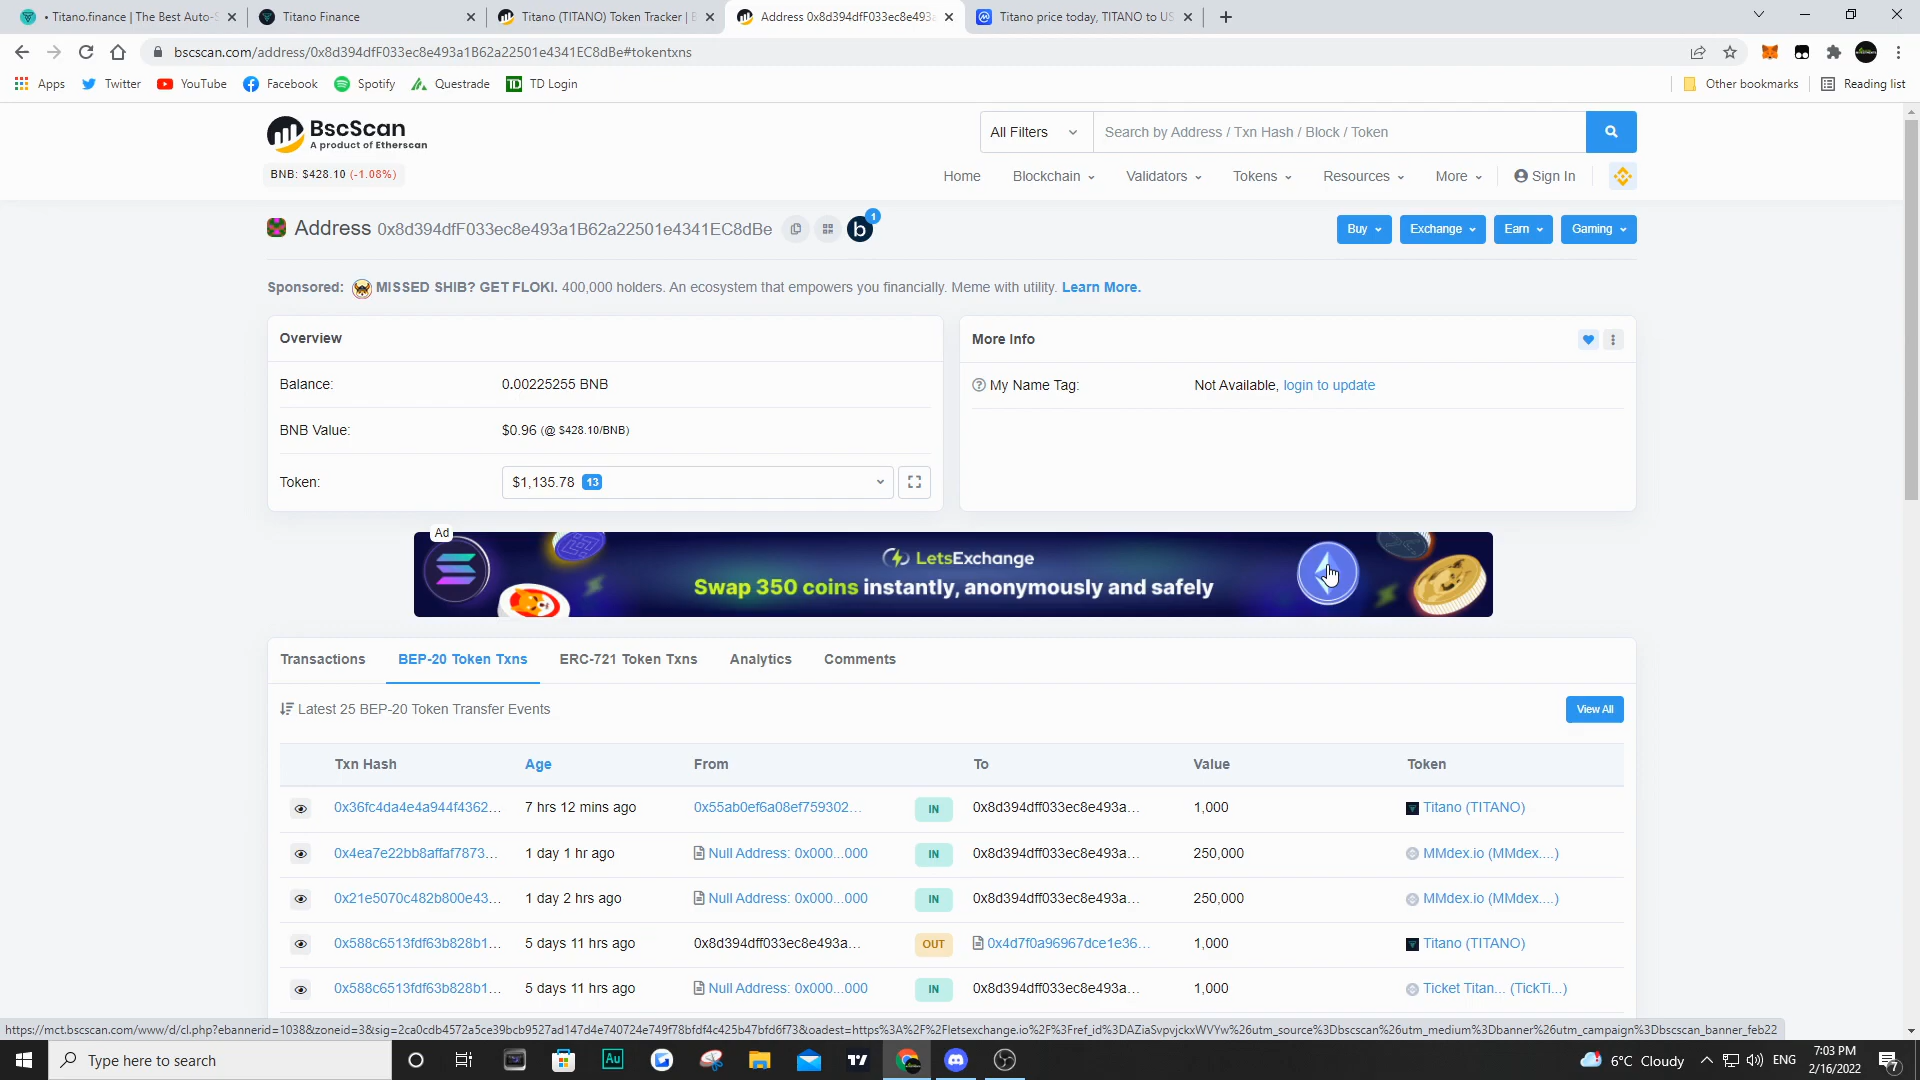 • Titano.finance | The Best Auto-S
Titano Finance
Titano (TITANO) Token Tracker | B
Address 0x8d394dfF033ec8e493a
Titano price today, TITANO to US
bscscan.com/address/0x8d394dfF033ec8e493a1B62a22501e4341EC8dBe#tokentxns
Apps Twitter YouTube Facebook Spotify Questrade TD Login Other bookmarks Reading list
BscScan
A product of Etherscan
All Filters Search by Address / Txn Hash / Block / Token
BNB: $428.10 (-1.08%)
Home Blockchain Validators Tokens Resources More Sign In
Address 0x8d394dfF033ec8e493a1B62a22501e4341EC8dBe b 1
Buy Exchange Earn Gaming
Sponsored: MISSED SHIB? GET FLOKI. 400,000 holders. An ecosystem that empowers you financially. Meme with utility. Learn More.
Overview
Balance: 0.00225255 BNB
BNB Value: $0.96 (@ $428.10/BNB)
Token: $1,135.78 13
More Info
My Name Tag: Not Available, login to update
Ad
LetsExchange
Swap 350 coins instantly, anonymously and safely
Transactions BEP-20 Token Txns ERC-721 Token Txns Analytics Comments
Latest 25 BEP-20 Token Transfer Events View All
Txn Hash Age From To Value Token
0x36fc4da4e4a944f4362... 7 hrs 12 mins ago 0x55ab0ef6a08ef759302... IN 0x8d394dff033ec8e493a... 1,000 Titano (TITANO)
0x4ea7e22bb8affaf7873... 1 day 1 hr ago Null Address: 0x000...000 IN 0x8d394dff033ec8e493a... 250,000 MMdex.io (MMdex....)
0x21e5070c482b800e43... 1 day 2 hrs ago Null Address: 0x000...000 IN 0x8d394dff033ec8e493a... 250,000 MMdex.io (MMdex....)
0x588c6513fdf63b828b1... 5 days 11 hrs ago 0x8d394dff033ec8e493a... OUT 0x4d7f0a96967dce1e36... 1,000 Titano (TITANO)
0x588c6513fdf63b828b1... 5 days 11 hrs ago Null Address: 0x000...000 IN 0x8d394dff033ec8e493a... 1,000 Ticket Titan... (TickTi...)
https://mct.bscscan.com/www/d/cl.php?ebannerid=1038&zoneid=3&sig=2ca0cdb4572a5ce39bcb9527ad147d4e740724e749f78bfdf4c425b47bfd6f73&oadest=https%3A%2F%2Fletsexchange.io%2F%3Fref_id%3DAZiaSvpvjckxWVYw%26utm_source%3Dbscscan%26utm_medium%3Dbanner%26utm_campaign%3Dbscscan_banner_feb22
Type here to search
Au
6°C Cloudy
ENG
7:03 PM
2/16/2022
7